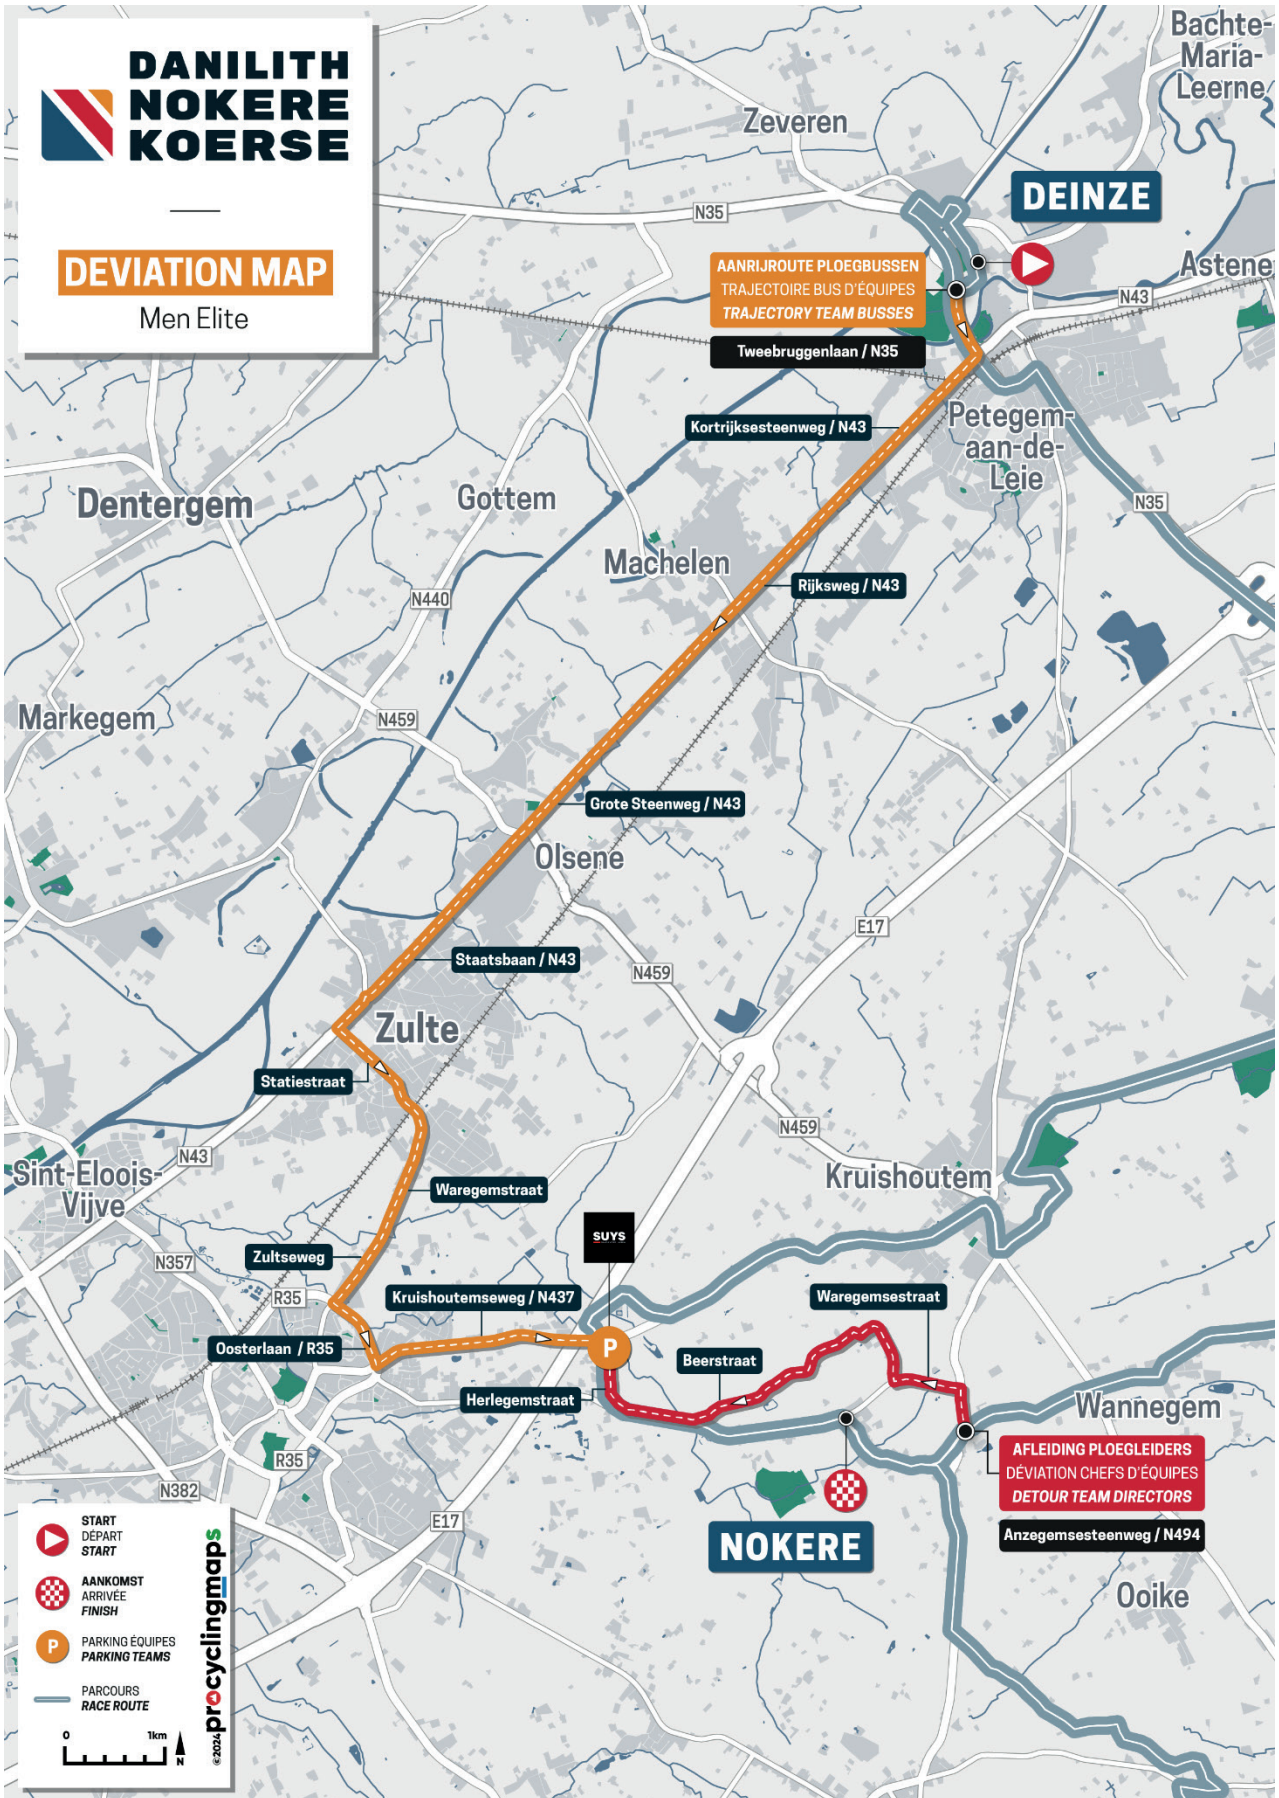 DANILITH
NOKERE
KOERSE
DEVIATION MAP
Men Elite
Bachte-
Maria-
Leerne
Zeveren
DEINZE
N35
AANRIJROUTE PLOEGBUSSEN
TRAJECTOIRE BUS D'ÉQUIPES
TRAJECTORY TEAM BUSSES
Tweebruggenlaan / N35
Astene
N43
Kortrijksesteenweg / N43
Petegem-
aan-de-
Leie
N35
Dentergem
Gottem
Machelen
Rijksweg / N43
N440
Markegem
N459
Grote Steenweg / N43
Olsene
E17
Staatsbaan / N43
N459
Zulte
Statiestraat
N459
N43
Sint-Eloois-
Vijve
Kruishoutem
Waregemstraat
SUYS
Zultseweg
N357
R35
Kruishoutemseweg / N437
Waregemsestraat
Oosterlaan / R35
P
Beerstraat
Herlegemstraat
Wannegem
R35
AFLEIDING PLOEGLEIDERS
DÉVIATION CHEFS D'ÉQUIPES
DETOUR TEAM DIRECTORS
Anzegemsesteenweg / N494
N382
E17
NOKERE
Ooike
START
DÉPART
START
AANKOMST
ARRIVÉE
FINISH
P
PARKING ÉQUIPES
PARKING TEAMS
PARCOURS
RACE ROUTE
0 1km
N
©2024 procyclingmaps